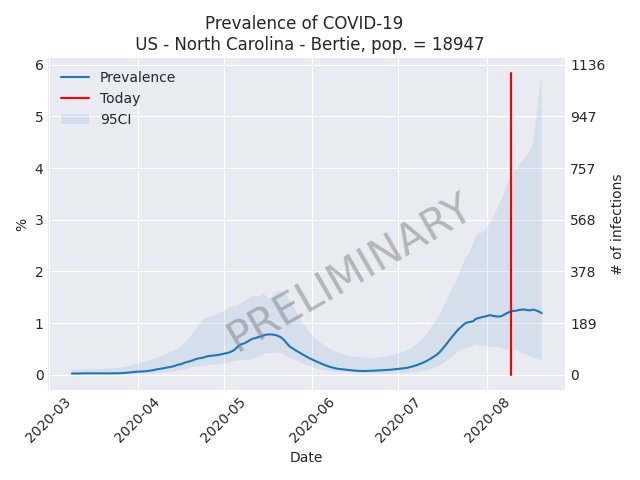 Prevalence of COVID-19
US - North Carolina - Bertie, pop. = 18947
Prevalence
Today
95CI
PRELIMINARY
%
6
5
4
3
2
1
0
1136
947
757
568
378
189
0
# of infections
2020-03
2020-04
2020-05
2020-06
2020-07
2020-08
Date